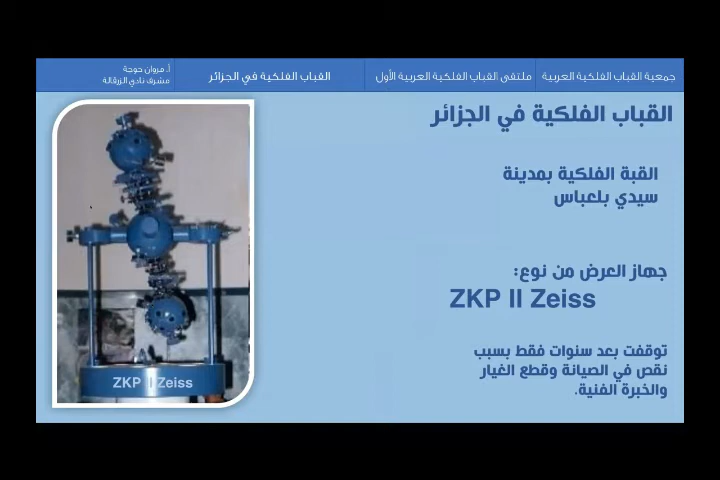 جمعية القباب الفلكية العربية
ملتقى القباب الفلكية العربية الأول
القباب الفلكية في الجزائر
أ. مروان حوحة
مشرف نادي الزرقالة
القباب الفلكية في الجزائر
القبة الفلكية بمدينة
سيدي بلعباس
جهاز العرض من نوع:
ZKP II Zeiss
توقفت بعد سنوات فقط بسبب
نقص في الصيانة وقطع الغيار
والخبرة الفنية.
ZKP II Zeiss